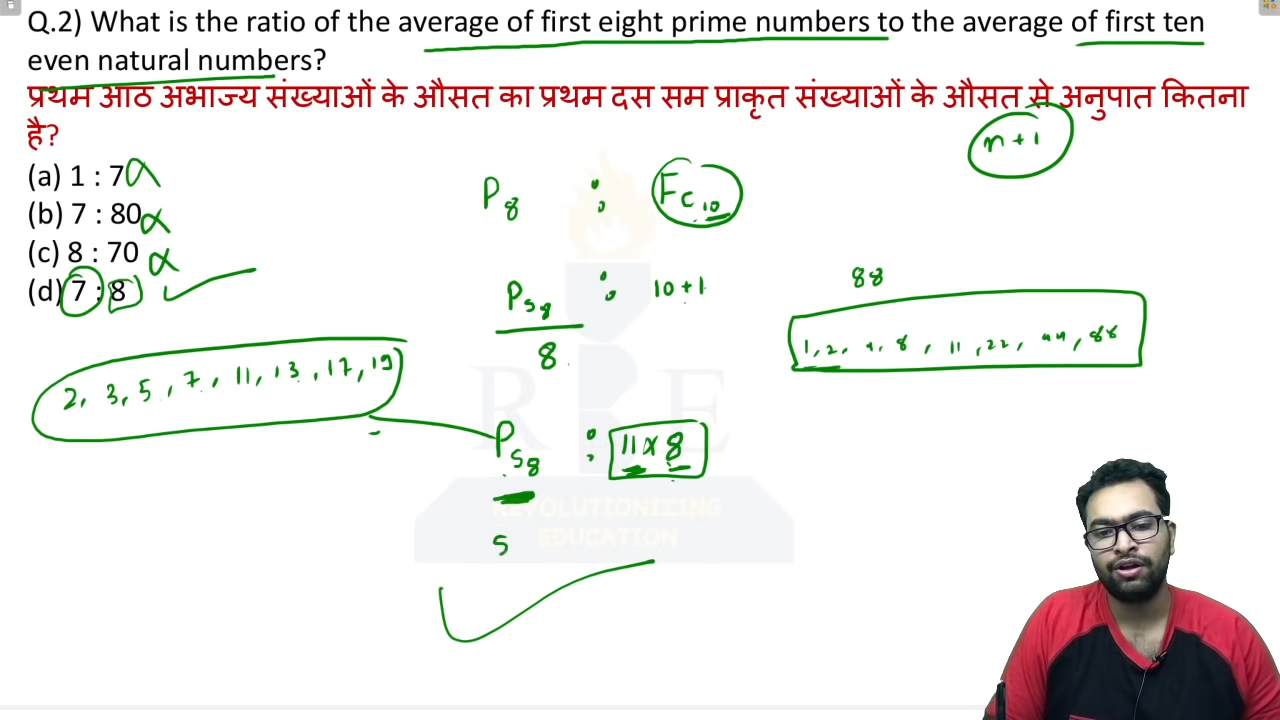 Q.2) What is the ratio of the average of first eight prime numbers to the average of first ten
even natural numbers?
प्रथम आठ अभाज्य संख्याओं के औसत का प्रथम दस सम प्राकृत संख्याओं के औसत से अनुपात कितना
है?
n + 1
(a) 1 : 7
(b) 7 : 80
(c) 8 : 70
(d) 7 : 8
P8 : Fc10
Ps8 : 10 + 1
8
88
1, 2, 4, 8, 11, 22, 44, 88
2, 3, 5, 7, 11, 13, 17, 19
Ps8 : 11 x 8
S
R E
REVOLUTIONIZING
EDUCATION